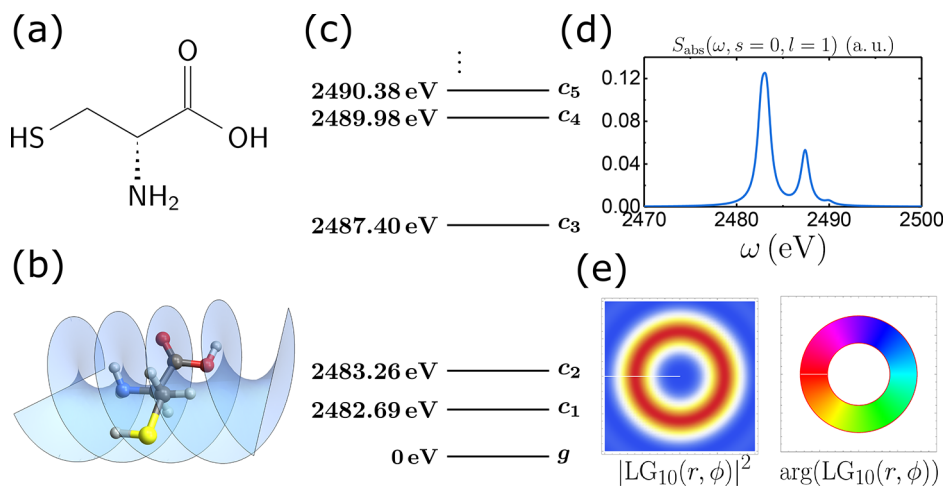 (a)
O
HS
OH
NH₂
(b)
(c)
⋮
2490.38 eV c₅
2489.98 eV c₄
2487.40 eV c₃
2483.26 eV c₂
2482.69 eV c₁
0 eV g
(d)
S_abs(ω, s = 0, l = 1) (a. u.)
0.12
0.08
0.04
0.00
2470 2480 2490 2500
ω (eV)
(e)
|LG₁₀(r, ϕ)|²
arg(LG₁₀(r, ϕ))